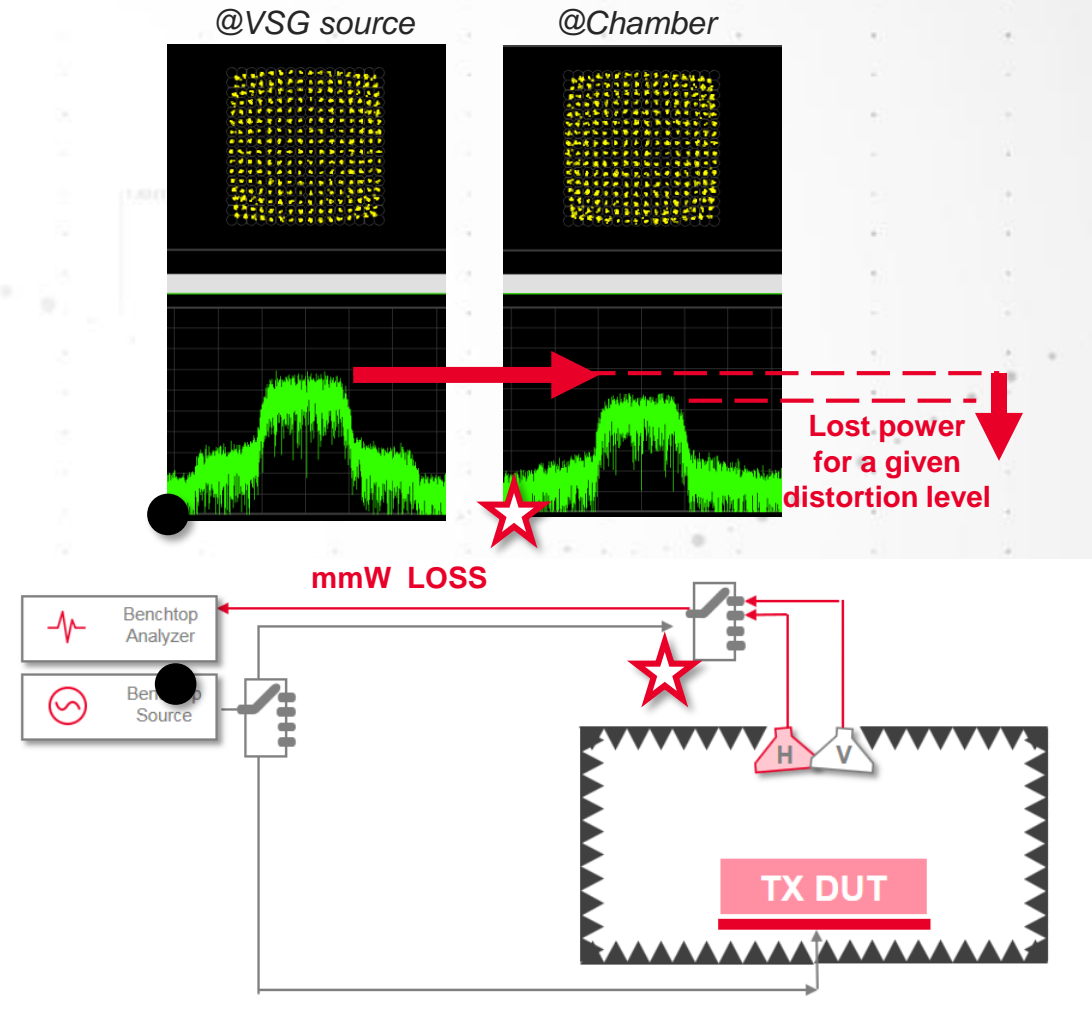 @VSG source
@Chamber
Lost power
for a given
distortion level
mmW LOSS
Benchtop
Analyzer
Source
H
V
TX DUT